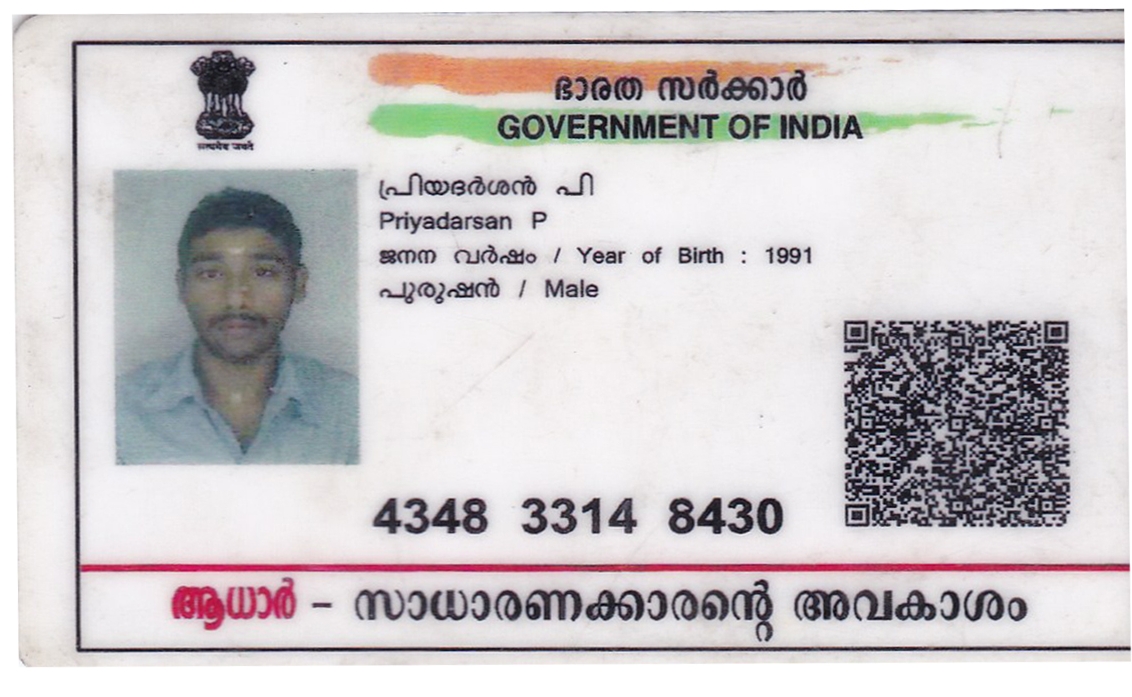 भारत സർക്കാർ
GOVERNMENT OF INDIA
सत्यमेव जयते
പ്രിയദർശൻ പി
Priyadarsan P
ജനന വർഷം / Year of Birth : 1991
പുരുഷൻ / Male
4348 3314 8430
ആധാർ – സാധാരണക്കാരന്റെ അവകാശം